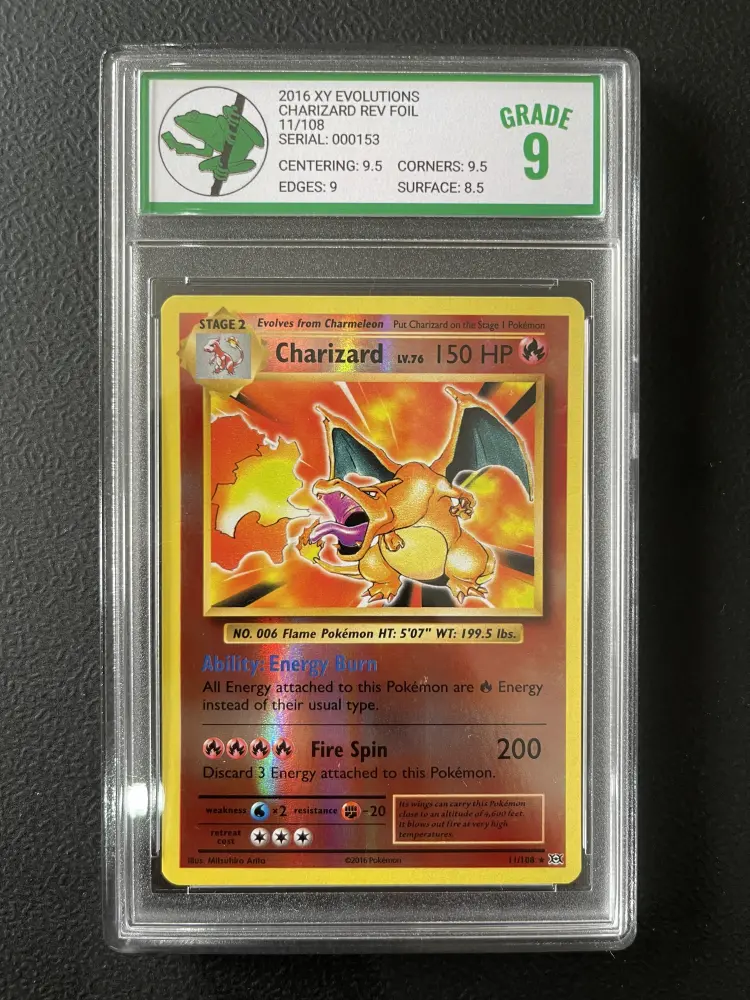 2016 XY EVOLUTIONS
CHARIZARD REV FOIL
11/108
SERIAL: 000153
CENTERING: 9.5 CORNERS: 9.5
EDGES: 9 SURFACE: 8.5
GRADE
9
STAGE 2 Evolves from Charmeleon Put Charizard on the Stage 1 Pokémon
Charizard LV.76 150 HP
NO. 006 Flame Pokémon HT: 5'07" WT: 199.5 lbs.
Ability: Energy Burn
All Energy attached to this Pokémon are Energy
instead of their usual type.
Fire Spin 200
Discard 3 Energy attached to this Pokémon.
weakness ×2 resistance -20
retreat
cost
Its wings can carry this Pokémon
close to an altitude of 4,600 feet.
It blows out fire at very high
temperatures.
Illus. Mitsuhiro Arita ©2016 Pokémon 11/108 ★